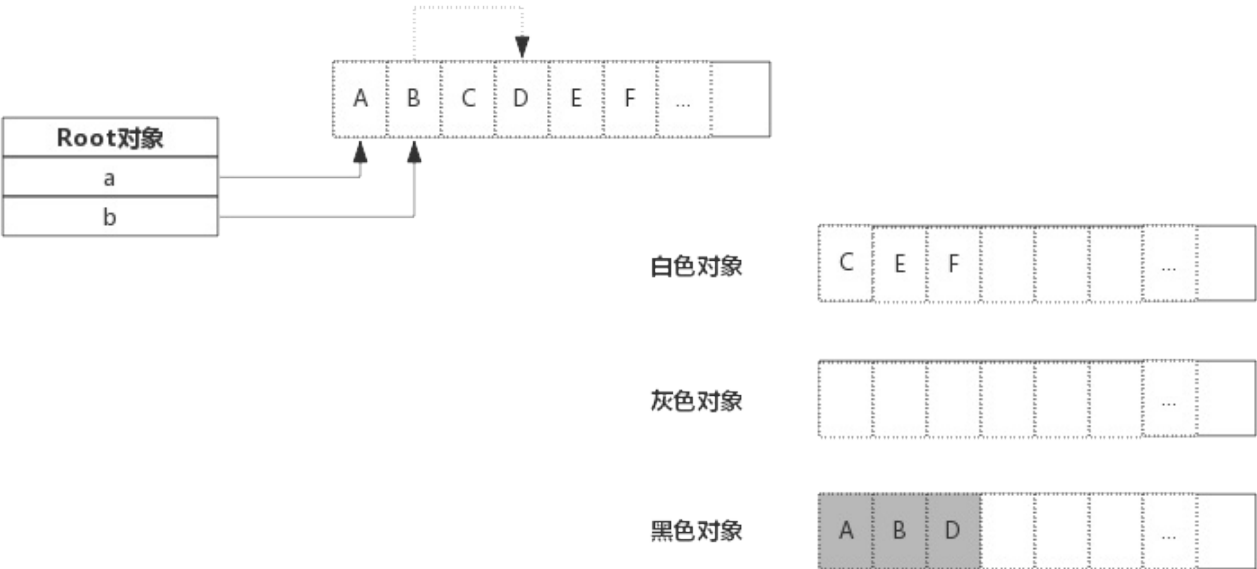 A B C D E F ...
Root对象
a
b
白色对象 C E F ...
灰色对象 ...
黑色对象 A B D ...